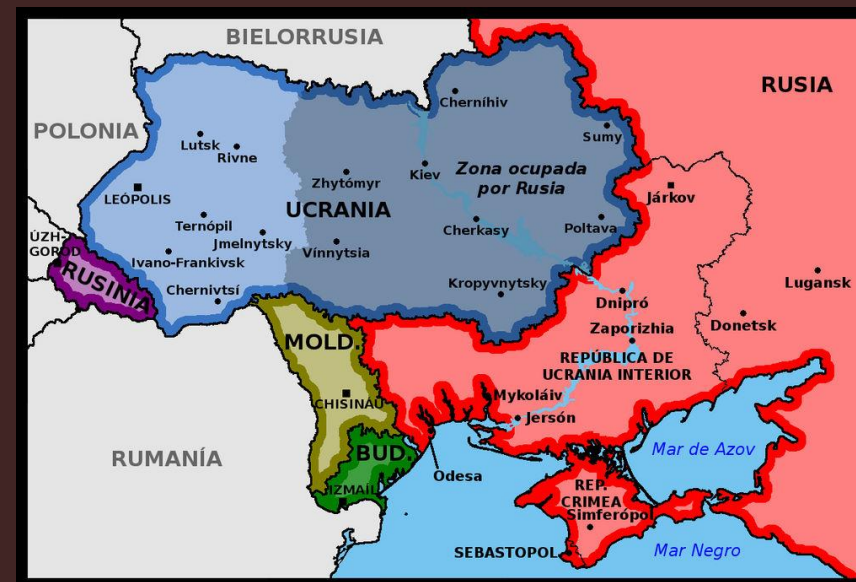 BIELORRUSIA
RUSIA
POLONIA
Cherníhiv
Sumy
Lutsk
Rivne
Kiev
Zona ocupada
por Rusia
Zhytómyr
LEÓPOLIS
Járkov
UCRANIA
Ternópil
Jmelnytsky
Cherkasy
Poltava
Vínnytsia
ÚZH-
GOROD
Ivano-Frankivsk
RUSINIA
Chernivtsí
Kropyvnytsky
Dnipró
Lugansk
Zaporizhia
Donetsk
MOLD.
REPÚBLICA DE
UCRANIA INTERIOR
CHISINAU
Mykoláiv
Jersón
BUD.
Mar de Azov
RUMANÍA
Odesa
IZMAÍL
REP.
CRIMEA
Simferópol
SEBASTOPOL
Mar Negro